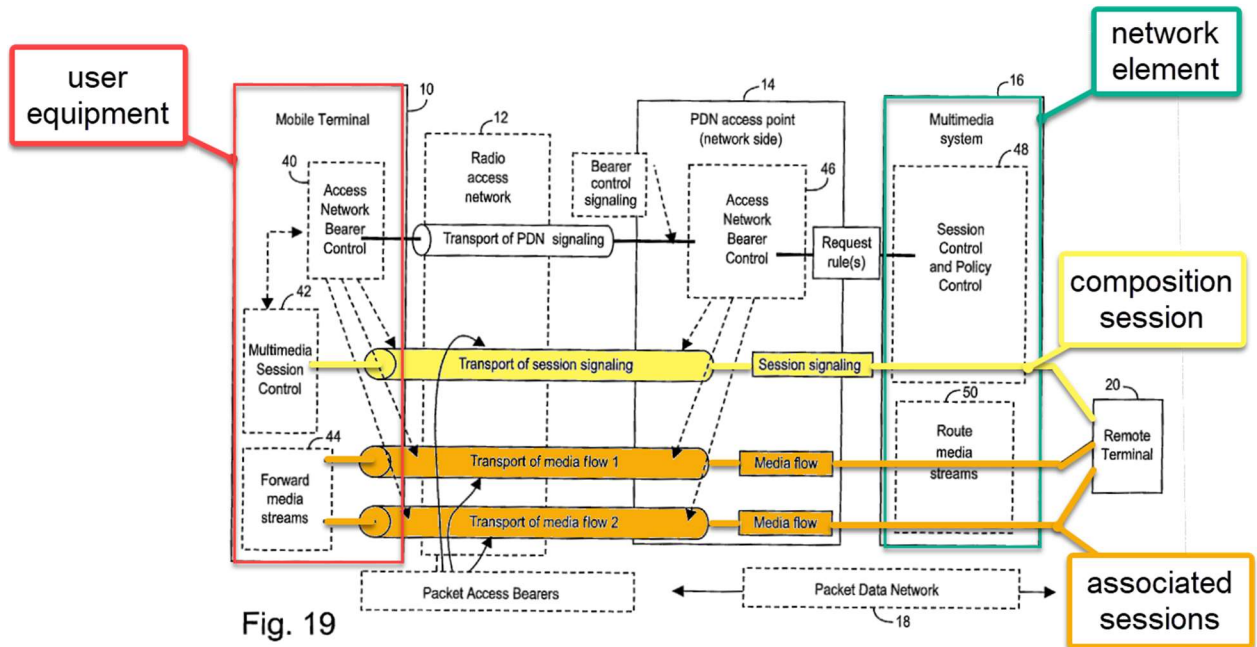 user
equipment
network
element
10
14
16
Mobile Terminal
12
PDN access point
(network side)
Multimedia
system
40
Radio
access
network
Bearer
control
signaling
46
48
Access
Network
Bearer
Control
Transport of PDN signaling
Access
Network
Bearer
Control
Request
rule(s)
Session
Control
and Policy
Control
42
Multimedia
Session
Control
Transport of session signaling
Session signaling
composition
session
44
50
20
Forward
media
streams
Transport of media flow 1
Media flow
Route
media
streams
Remote
Terminal
Transport of media flow 2
Media flow
Packet Access Bearers
Packet Data Network
18
associated
sessions
Fig. 19